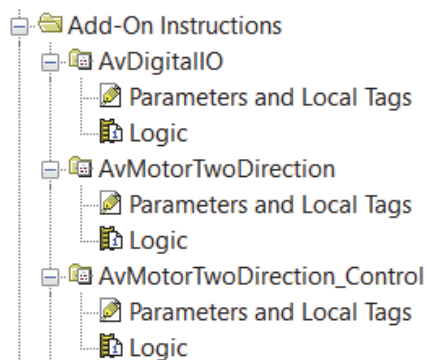 Add-On Instructions
AvDigitalIO
Parameters and Local Tags
Logic
AvMotorTwoDirection
Parameters and Local Tags
Logic
AvMotorTwoDirection_Control
Parameters and Local Tags
Logic